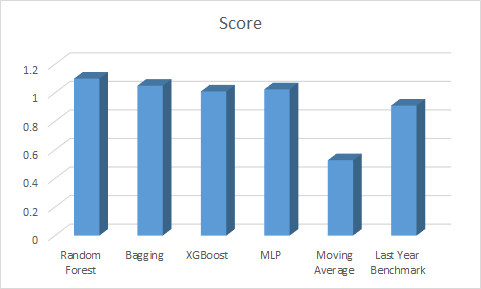 Score
1.2
1
0.8
0.6
0.4
0.2
0
Random
Forest
Bagging
XGBoost
MLP
Moving
Average
Last Year
Benchmark